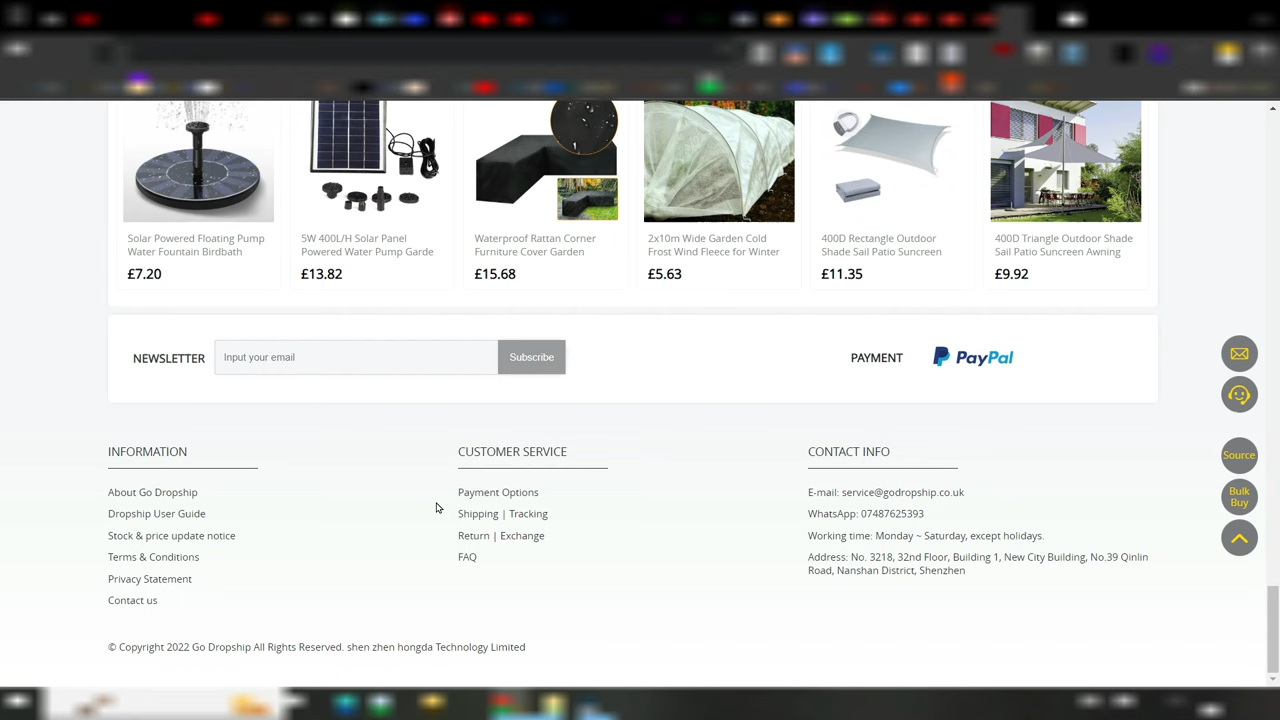 Solar Powered Floating Pump
Water Fountain Birdbath
£7.20
5W 400L/H Solar Panel
Powered Water Pump Garde
£13.82
Waterproof Rattan Corner
Furniture Cover Garden
£15.68
2x10m Wide Garden Cold
Frost Wind Fleece for Winter
£5.63
400D Rectangle Outdoor
Shade Sail Patio Suncreen
£11.35
400D Triangle Outdoor Shade
Sail Patio Suncreen Awning
£9.92
NEWSLETTER
Input your email
Subscribe
PAYMENT
PayPal
Source
Bulk
Buy
INFORMATION
About Go Dropship
Dropship User Guide
Stock & price update notice
Terms & Conditions
Privacy Statement
Contact us
CUSTOMER SERVICE
Payment Options
Shipping | Tracking
Return | Exchange
FAQ
CONTACT INFO
E-mail: service@godropship.co.uk
WhatsApp: 07487625393
Working time: Monday ~ Saturday, except holidays.
Address: No. 3218, 32nd Floor, Building 1, New City Building, No.39 Qinlin
Road, Nanshan District, Shenzhen
© Copyright 2022 Go Dropship All Rights Reserved. shen zhen hongda Technology Limited